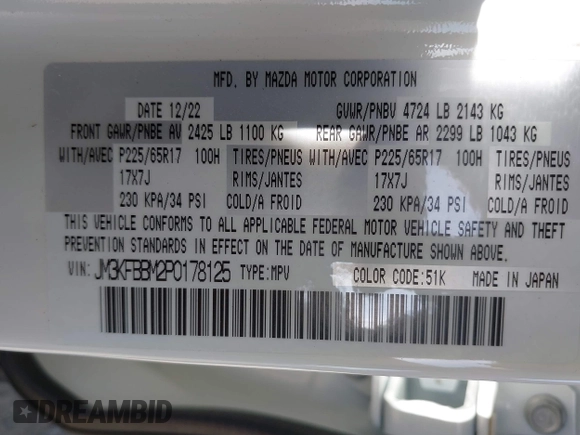 MFD. BY MAZDA MOTOR CORPORATION
DATE 12/22 GVWR/PNBV 4724 LB 2143 KG
FRONT GAWR/PNBE AV 2425 LB 1100 KG REAR GAWR/PNBE AR 2299 LB 1043 KG
WITH/AVEC P225/65R17 100H TIRES/PNEUS WITH/AVEC P225/65R17 100H TIRES/PNEUS
17X7J RIMS/JANTES 17X7J RIMS/JANTES
230 KPA/34 PSI COLD/A FROID 230 KPA/34 PSI COLD/A FROID
THIS VEHICLE CONFORMS TO ALL APPLICABLE FEDERAL MOTOR VEHICLE SAFETY AND THEFT
PREVENTION STANDARDS IN EFFECT ON THE DATE OF MANUFACTURE SHOWN ABOVE.
VIN: JM3KFBBM2P0178125 TYPE:MPV COLOR CODE:51K MADE IN JAPAN
DREAMBID